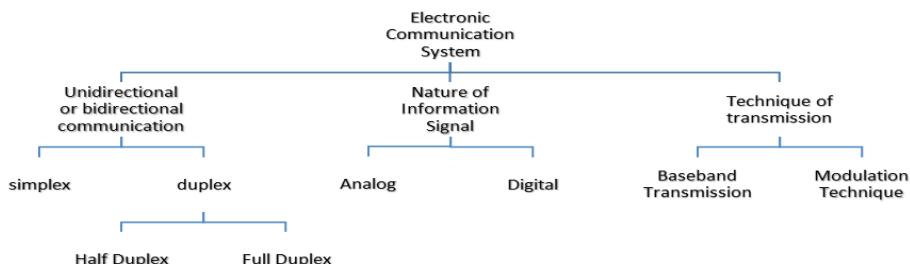 Electronic
Communication
System
Unidirectional
or bidirectional
communication
Nature of
Information
Signal
Technique of
transmission
simplex
duplex
Analog
Digital
Baseband
Transmission
Modulation
Technique
Half Duplex
Full Duplex